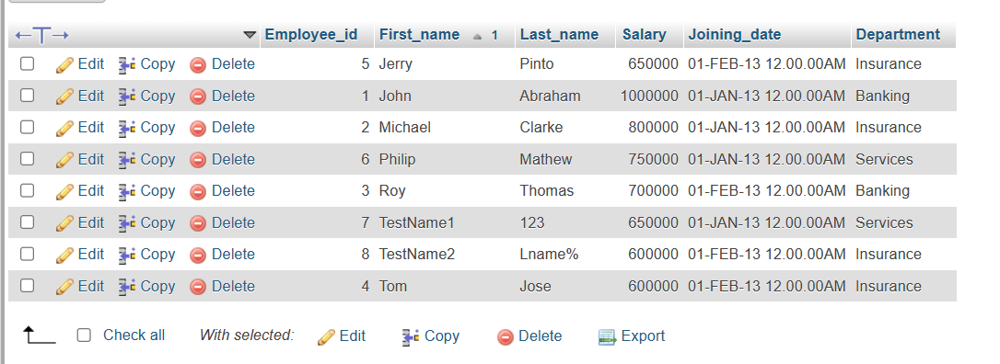 Employee_id First_name 1 Last_name Salary Joining_date Department
Edit Copy Delete 5 Jerry Pinto 650000 01-FEB-13 12.00.00AM Insurance
Edit Copy Delete 1 John Abraham 1000000 01-JAN-13 12.00.00AM Banking
Edit Copy Delete 2 Michael Clarke 800000 01-JAN-13 12.00.00AM Insurance
Edit Copy Delete 6 Philip Mathew 750000 01-JAN-13 12.00.00AM Services
Edit Copy Delete 3 Roy Thomas 700000 01-FEB-13 12.00.00AM Banking
Edit Copy Delete 7 TestName1 123 650000 01-JAN-13 12.00.00AM Services
Edit Copy Delete 8 TestName2 Lname% 600000 01-FEB-13 12.00.00AM Insurance
Edit Copy Delete 4 Tom Jose 600000 01-FEB-13 12.00.00AM Insurance
Check all With selected: Edit Copy Delete Export